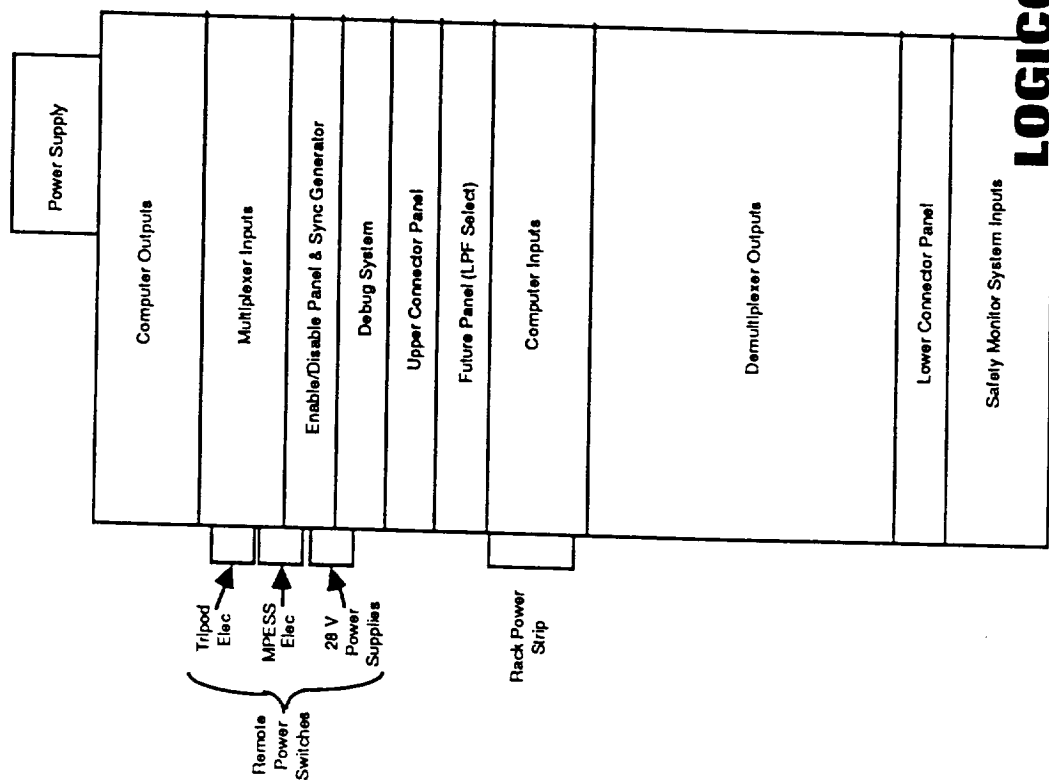 Power Supply
Computer Outputs
Multiplexer Inputs
Enable/Disable Panel & Sync Generator
Debug System
Upper Connector Panel
Future Panel (LPF Select)
Computer Inputs
Demultiplexer Outputs
Lower Connector Panel
Safety Monitor System Inputs
Tripod
Elec
MPESS
Elec
28 V
Power
Supplies
Remote
Power
Switches
Rack Power
Strip